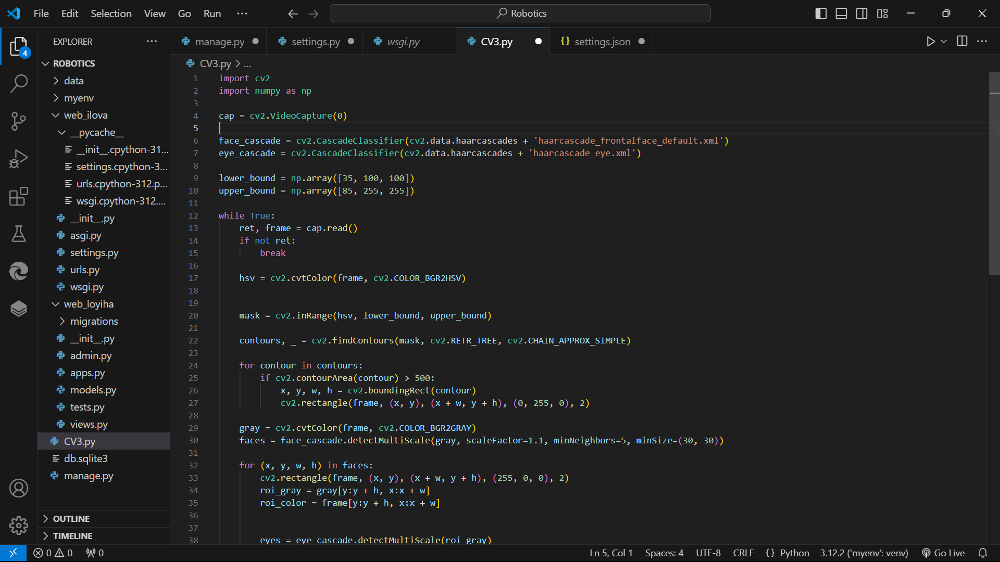 File Edit Selection View Go Run ···
Robotics
EXPLORER ···
4
ROBOTICS
data
myenv
web_ilova
__pycache__
__init__.cpython-31...
settings.cpython-3...
urls.cpython-312.p...
wsgi.cpython-312....
__init__.py
asgi.py
settings.py
urls.py
wsgi.py
web_loyiha
migrations
__init__.py
admin.py
apps.py
models.py
tests.py
views.py
CV3.py
db.sqlite3
manage.py
OUTLINE
TIMELINE
manage.py settings.py wsgi.py CV3.py {} settings.json ···
CV3.py > ...
1 import cv2
2 import numpy as np
3
4 cap = cv2.VideoCapture(0)
5
6 face_cascade = cv2.CascadeClassifier(cv2.data.haarcascades + 'haarcascade_frontalface_default.xml')
7 eye_cascade = cv2.CascadeClassifier(cv2.data.haarcascades + 'haarcascade_eye.xml')
8
9 lower_bound = np.array([35, 100, 100])
10 upper_bound = np.array([85, 255, 255])
11
12 while True:
13 ret, frame = cap.read()
14 if not ret:
15 break
16
17 hsv = cv2.cvtColor(frame, cv2.COLOR_BGR2HSV)
18
19
20 mask = cv2.inRange(hsv, lower_bound, upper_bound)
21
22 contours, _ = cv2.findContours(mask, cv2.RETR_TREE, cv2.CHAIN_APPROX_SIMPLE)
23
24 for contour in contours:
25 if cv2.contourArea(contour) > 500:
26 x, y, w, h = cv2.boundingRect(contour)
27 cv2.rectangle(frame, (x, y), (x + w, y + h), (0, 255, 0), 2)
28
29 gray = cv2.cvtColor(frame, cv2.COLOR_BGR2GRAY)
30 faces = face_cascade.detectMultiScale(gray, scaleFactor=1.1, minNeighbors=5, minSize=(30, 30))
31
32 for (x, y, w, h) in faces:
33 cv2.rectangle(frame, (x, y), (x + w, y + h), (255, 0, 0), 2)
34 roi_gray = gray[y:y + h, x:x + w]
35 roi_color = frame[y:y + h, x:x + w]
36
37
38 eyes = eye_cascade.detectMultiScale(roi_gray)
0 0 0 Ln 5, Col 1 Spaces: 4 UTF-8 CRLF {} Python 3.12.2 ('myenv': venv) Go Live